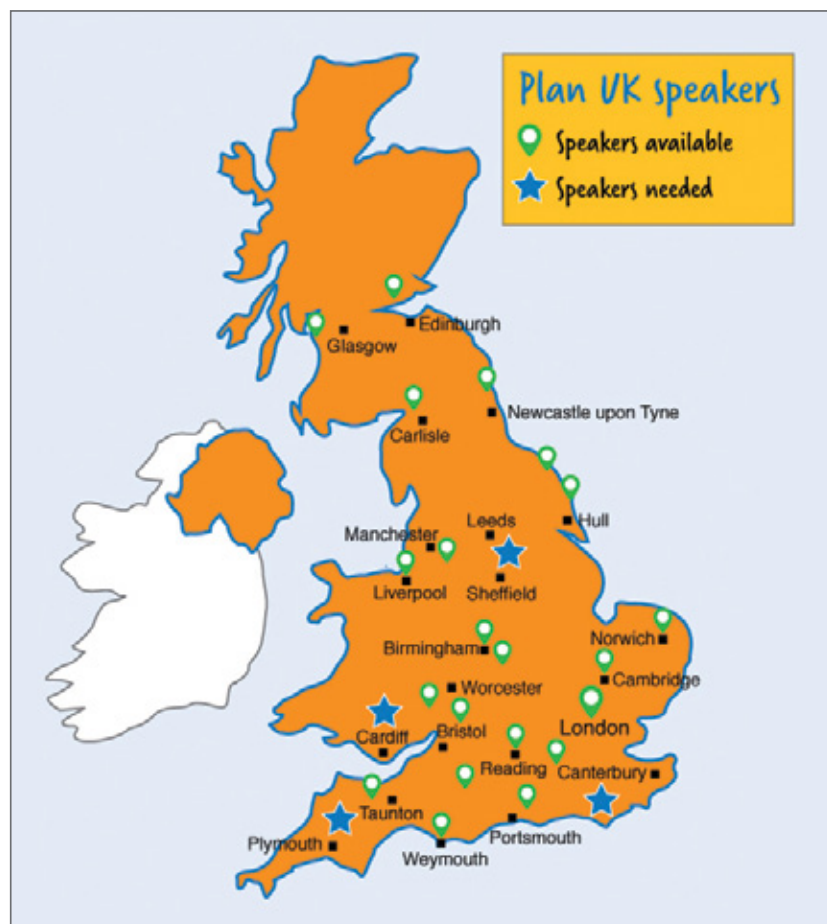 Plan UK speakers
Speakers available
Speakers needed
Edinburgh
Glasgow
Newcastle upon Tyne
Carlisle
Hull
Leeds
Manchester
Liverpool
Sheffield
Norwich
Birmingham
Cambridge
Worcester
London
Cardiff
Bristol
Reading
Canterbury
Taunton
Portsmouth
Plymouth
Weymouth